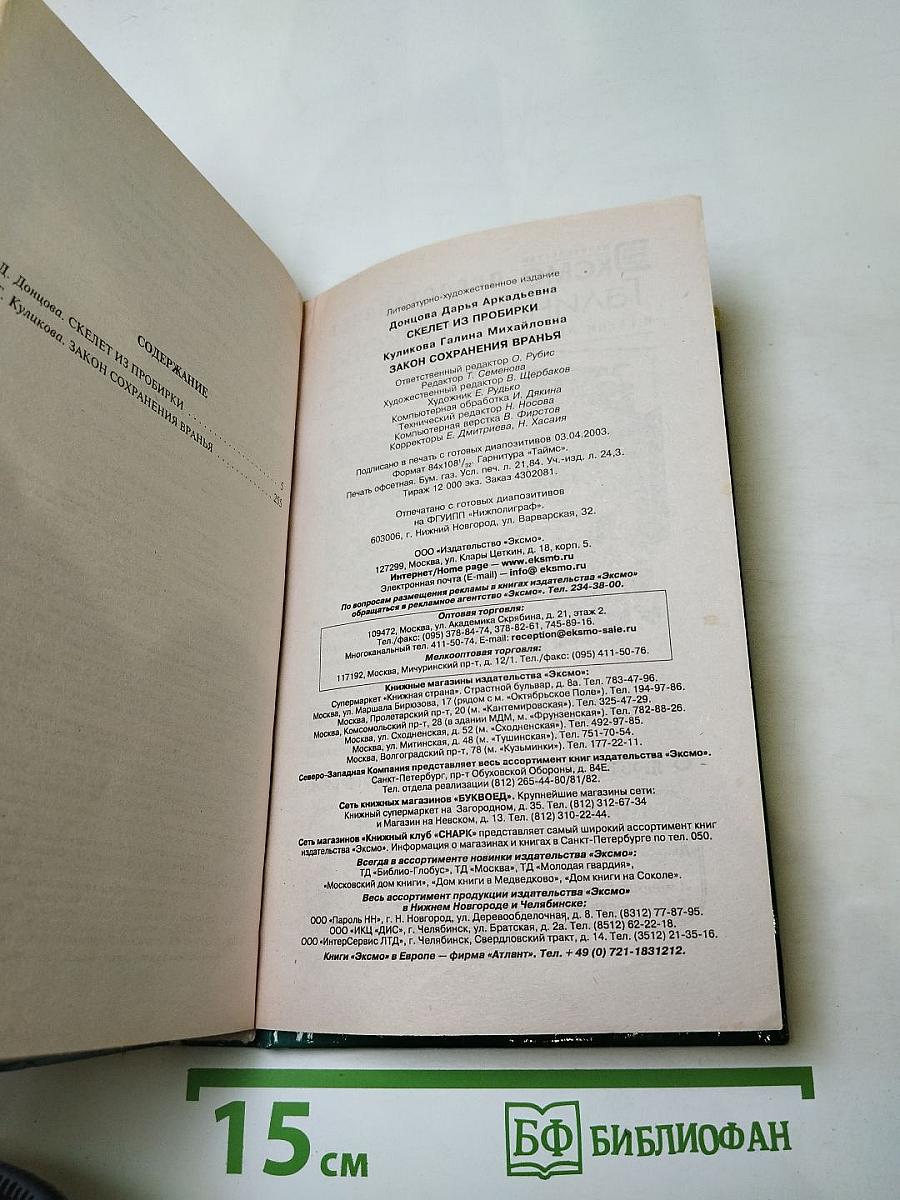 СОДЕРЖАНИЕ
Д. Донцова. СКЕЛЕТ ИЗ ПРОБИРКИ . . . . . . . . . . 5
Г. Куликова. ЗАКОН СОХРАНЕНИЯ ВРАНЬЯ . . . . . . . . 255
Литературно-художественное издание
Донцова Дарья Аркадьевна
СКЕЛЕТ ИЗ ПРОБИРКИ
Куликова Галина Михайловна
ЗАКОН СОХРАНЕНИЯ ВРАНЬЯ
Ответственный редактор О. Рубис
Редактор Т. Семенова
Художественный редактор В. Щербаков
Художник Е. Рудько
Компьютерная обработка И. Дякина
Технический редактор Н. Носова
Компьютерная верстка В. Фирстов
Корректоры Е. Дмитриева, Н. Хасаия
Подписано в печать с готовых диапозитивов 03.04.2003.
Формат 84x108 1/32. Гарнитура «Таймс».
Печать офсетная. Бум. газ. Усл. печ. л. 21,84. Уч.-изд. л. 24,3.
Тираж 12 000 экз. Заказ 4302081.
Отпечатано с готовых диапозитивов
на ФГУИПП «Нижполиграф».
603006, г. Нижний Новгород, ул. Варварская, 32.
ООО «Издательство «Эксмо».
127299, Москва, ул. Клары Цеткин, д. 18, корп. 5.
Интернет/Home page — www.eksmo.ru
Электронная почта (E-mail) — info@ eksmo.ru
По вопросам размещения рекламы в книгах издательства «Эксмо»
обращаться в рекламное агентство «Эксмо». Тел. 234-38-00.
Оптовая торговля:
109472, Москва, ул. Академика Скрябина, д. 21, этаж 2.
Тел./факс: (095) 378-84-74, 378-82-61, 745-89-16.
Многоканальный тел. 411-50-74. E-mail: reception@eksmo-sale.ru
Мелкооптовая торговля:
117192, Москва, Мичуринский пр-т, д. 12/1. Тел./факс: (095) 411-50-76.
Книжные магазины издательства «Эксмо»:
Супермаркет «Книжная страна». Страстной бульвар, д. 8а. Тел. 783-47-96.
Москва, ул. Маршала Бирюзова, 17 (рядом с м. «Октябрьское Поле»). Тел. 194-97-86.
Москва, Пролетарский пр-т, 20 (м. «Кантемировская»). Тел. 325-47-29.
Москва, Комсомольский пр-т, 28 (в здании МДМ, м. «Фрунзенская»). Тел. 782-88-26.
Москва, ул. Сходненская, д. 52 (м. «Сходненская»). Тел. 492-97-85.
Москва, ул. Митинская, д. 48 (м. «Тушинская»). Тел. 751-70-54.
Москва, Волгоградский пр-т, 78 (м. «Кузьминки»). Тел. 177-22-11.
Северо-Западная Компания представляет весь ассортимент книг издательства «Эксмо».
Санкт-Петербург, пр-т Обуховской Обороны, д. 84Е.
Тел. отдела реализации (812) 265-44-80/81/82.
Сеть книжных магазинов «БУКВОЕД». Крупнейшие магазины сети:
Книжный супермаркет на Загородном, д. 35. Тел. (812) 312-67-34
и Магазин на Невском, д. 13. Тел. (812) 310-22-44.
Сеть магазинов «Книжный клуб «СНАРК» представляет самый широкий ассортимент книг
издательства «Эксмо». Информация о магазинах и книгах в Санкт-Петербурге по тел. 050.
Всегда в ассортименте новинки издательства «Эксмо»:
ТД «Библио-Глобус», ТД «Москва», ТД «Молодая гвардия»,
«Московский дом книги», «Дом книги в Медведково», «Дом книги на Соколе».
Весь ассортимент продукции издательства «Эксмо»
в Нижнем Новгороде и Челябинске:
ООО «Пароль НН», г. Н. Новгород, ул. Деревообделочная, д. 8. Тел. (8312) 77-87-95.
ООО «ИКЦ «ДИС», г. Челябинск, ул. Братская, д. 2а. Тел. (8512) 62-22-18.
ООО «ИнтерСервис ЛТД», г. Челябинск, Свердловский тракт, д. 14. Тел. (3512) 21-35-16.
Книги «Эксмо» в Европе — фирма «Атлант». Тел. + 49 (0) 721-1831212.
15 см
БФ БИБЛИОФАН